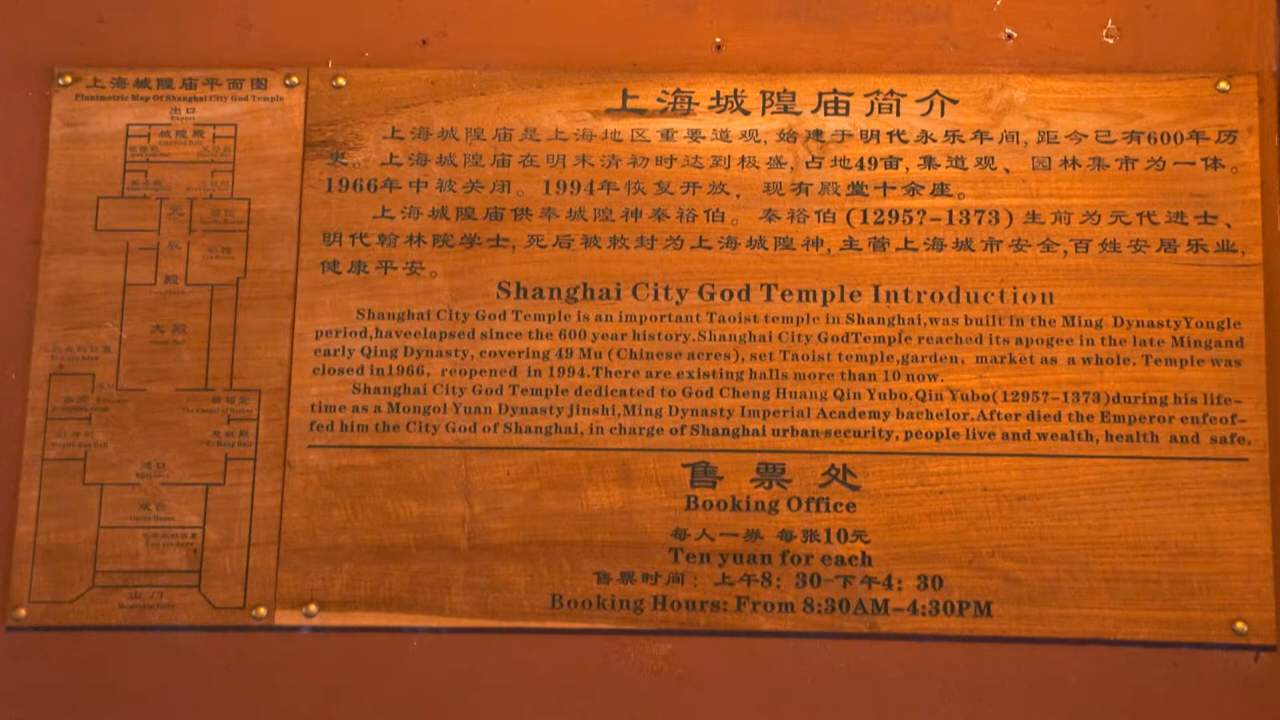 上海城隍庙平面图
Planimetric Map Of Shanghai City God Temple
出口
Export
城隍殿
元
辰
殿
大殿
进口
戏台
山门
上海城隍庙简介
上海城隍庙是上海地区重要道观,始建于明代永乐年间,距今已有600年历
史。上海城隍庙在明末清初时达到极盛,占地49亩,集道观、园林集市为一体。
1966年中被关闭。1994年恢复开放，现有殿堂十余座。
上海城隍庙供奉城隍神秦裕伯。秦裕伯(1295?-1373)生前为元代进士、
明代翰林院学士,死后被敕封为上海城隍神,主管上海城市安全,百姓安居乐业,
健康平安。
Shanghai City God Temple Introduction
Shanghai City God Temple is an important Taoist temple in Shanghai,was built in the Ming DynastyYongle
period,haveelapsed since the 600 year history.Shanghai City GodTemple reached its apogee in the late Mingand
early Qing Dynasty, covering 49 Mu (Chinese acres), set Taoist temple,garden, market as a whole. Temple was
closed in1966, reopened in 1994.There are existing halls more than 10 now.
Shanghai City God Temple dedicated to God Cheng Huang Qin Yubo,Qin Yubo(1295?-1373)during his life-
time as a Mongol Yuan Dynasty jinshi,Ming Dynasty Imperial Academy bachelor.After died the Emperor enfeof-
fed him the City God of Shanghai, in charge of Shanghai urban security, people live and wealth, health and safe.
售票处
Booking Office
每人一券 每张10元
Ten yuan for each
售票时间：上午8：30-下午4：30
Booking Hours: From 8:30AM-4:30PM